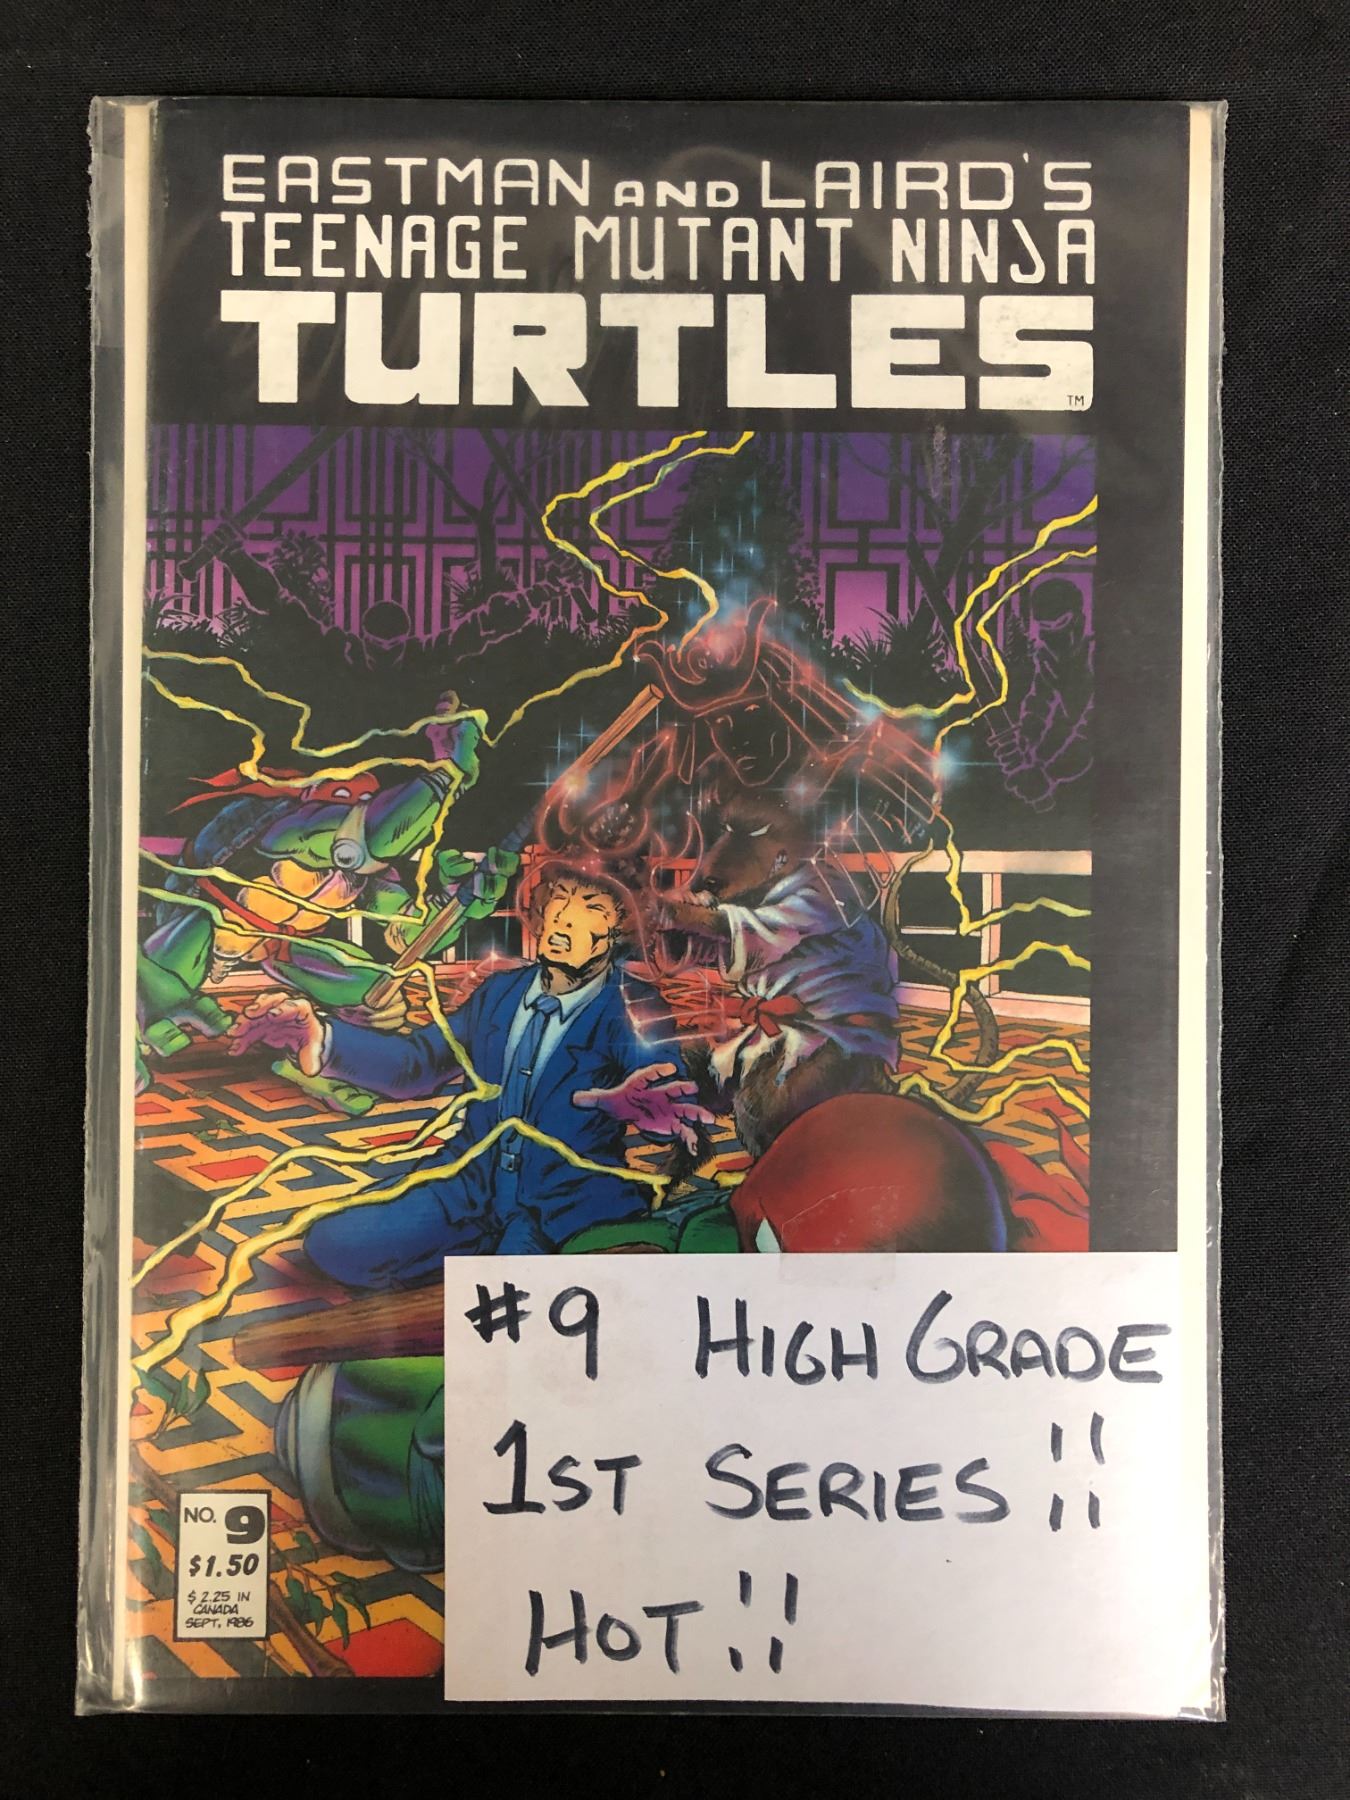 EASTMAN AND LAIRD'S
TEENAGE MUTANT NINJA
TURTLES
TM
#9 HIGH GRADE
1ST SERIES !!
HOT !!
NO. 9
$1.50
$2.25 IN
CANADA
SEPT. 1986